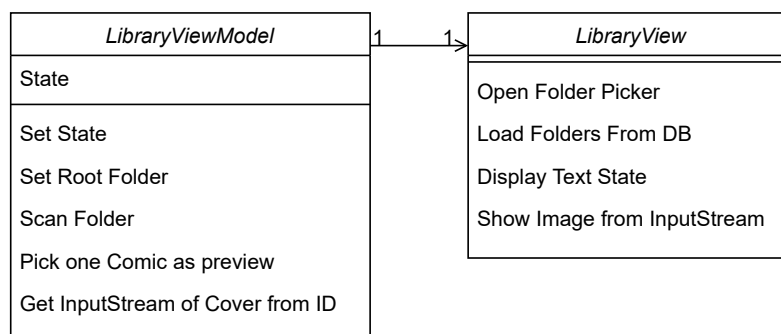 LibraryViewModel
State
Set State
Set Root Folder
Scan Folder
Pick one Comic as preview
Get InputStream of Cover from ID
1 1
LibraryView
Open Folder Picker
Load Folders From DB
Display Text State
Show Image from InputStream